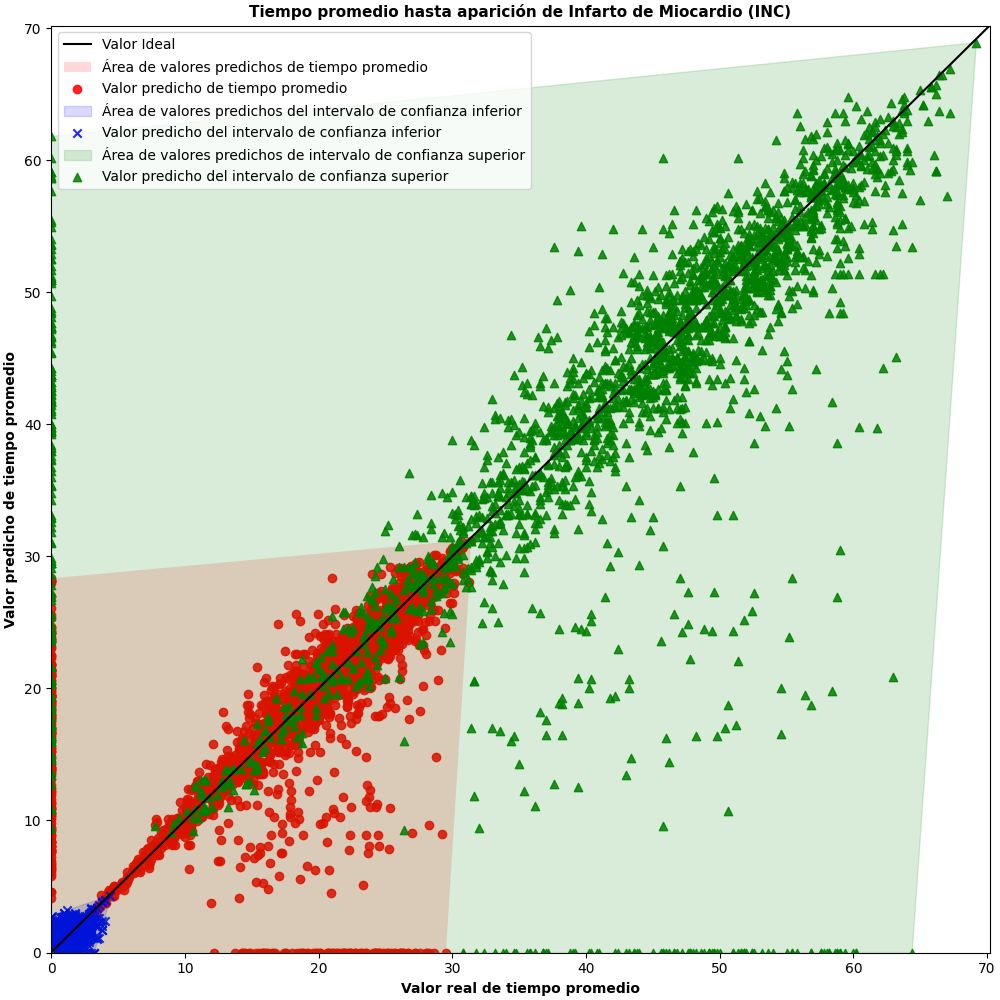 Tiempo promedio hasta aparición de Infarto de Miocardio (INC)
Valor Ideal
Área de valores predichos de tiempo promedio
Valor predicho de tiempo promedio
Área de valores predichos del intervalo de confianza inferior
Valor predicho del intervalo de confianza inferior
Área de valores predichos de intervalo de confianza superior
Valor predicho del intervalo de confianza superior
Valor predicho de tiempo promedio
70
60
50
40
30
20
10
0
0 10 20 30 40 50 60 70
Valor real de tiempo promedio